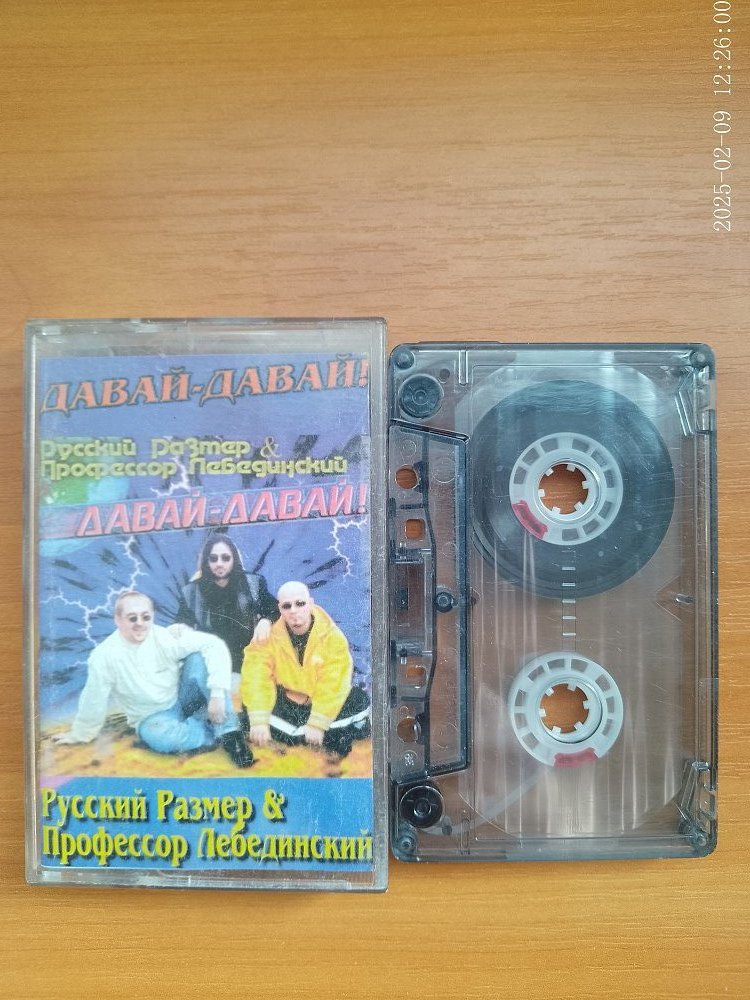 2025-02-09 12:26:00
ДАВАЙ-ДАВАЙ!
Русский Размер &
Профессор Лебединский
ДАВАЙ-ДАВАЙ!
Русский Размер &
Профессор Лебединский